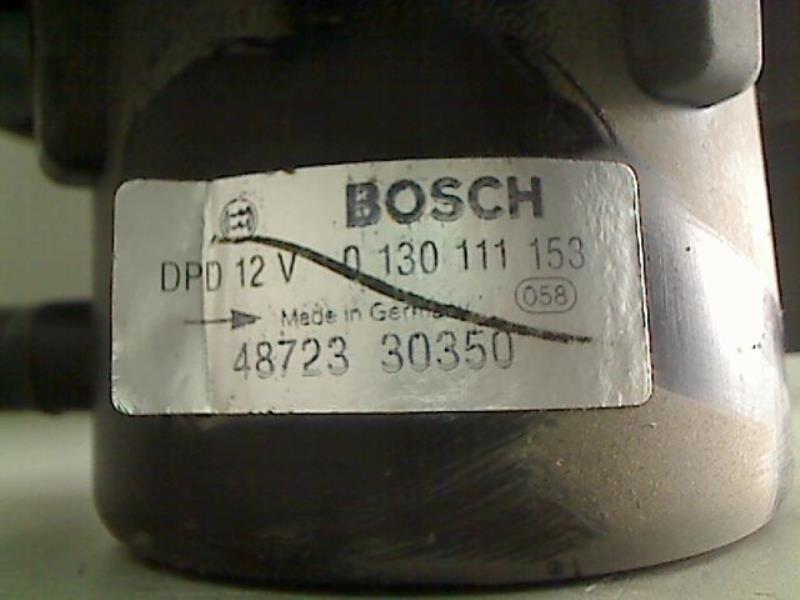 BOSCH
DPD 12 V 0 130 111 153
Made in Germany 058
48723 30350